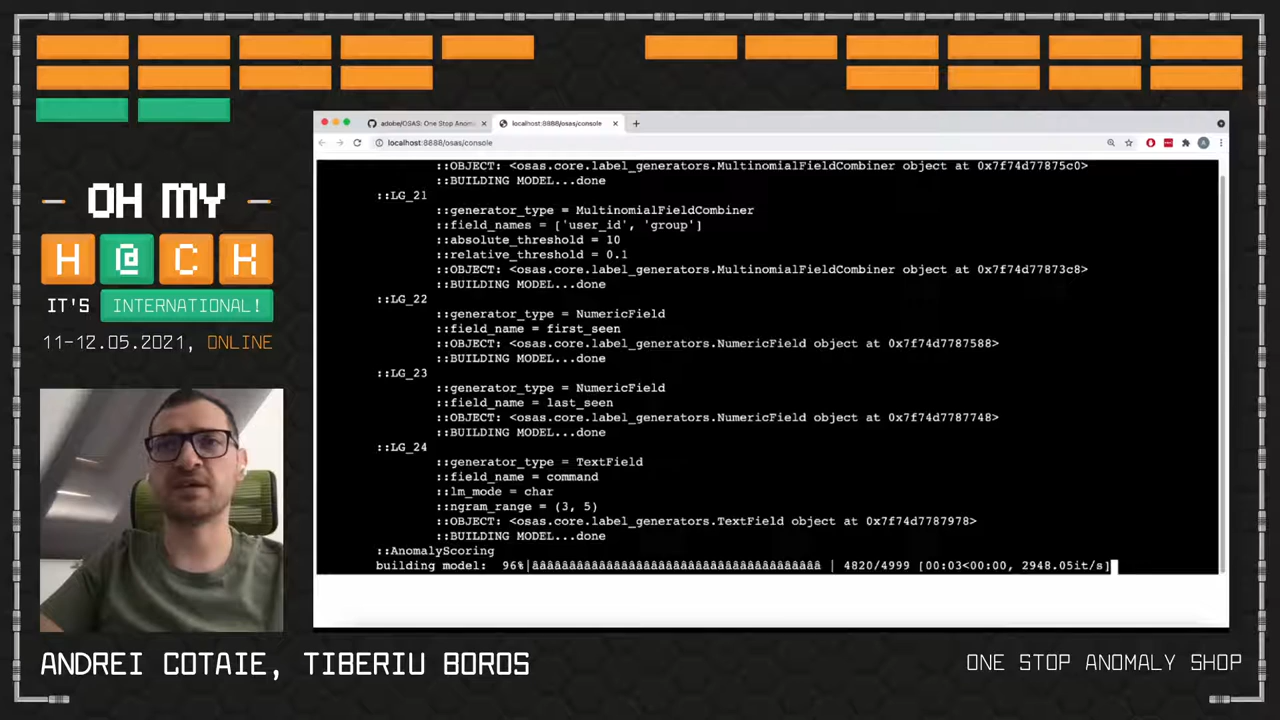 OH MY
H@CK
IT'S INTERNATIONAL!
11-12.05.2021, ONLINE
adobe/OSAS: One Stop Anom
localhost:8888/osas/console
localhost:8888/osas/console
::OBJECT: <osas.core.label_generators.MultinomialFieldCombiner object at 0x7f74d77875c0>
::BUILDING MODEL...done
::LG_21
::generator_type = MultinomialFieldCombiner
::field_names = ['user_id', 'group']
::absolute_threshold = 10
::relative_threshold = 0.1
::OBJECT: <osas.core.label_generators.MultinomialFieldCombiner object at 0x7f74d77873c8>
::BUILDING MODEL...done
::LG_22
::generator_type = NumericField
::field_name = first_seen
::OBJECT: <osas.core.label_generators.NumericField object at 0x7f74d7787588>
::BUILDING MODEL...done
::LG_23
::generator_type = NumericField
::field_name = last_seen
::OBJECT: <osas.core.label_generators.NumericField object at 0x7f74d7787748>
::BUILDING MODEL...done
::LG_24
::generator_type = TextField
::field_name = command
::lm_mode = char
::ngram_range = (3, 5)
::OBJECT: <osas.core.label_generators.TextField object at 0x7f74d7787978>
::BUILDING MODEL...done
::AnomalyScoring
building model: 96%| | 4820/4999 [00:03<00:00, 2948.05it/s]
ANDREI COTAIE, TIBERIU BOROS
ONE STOP ANOMALY SHOP